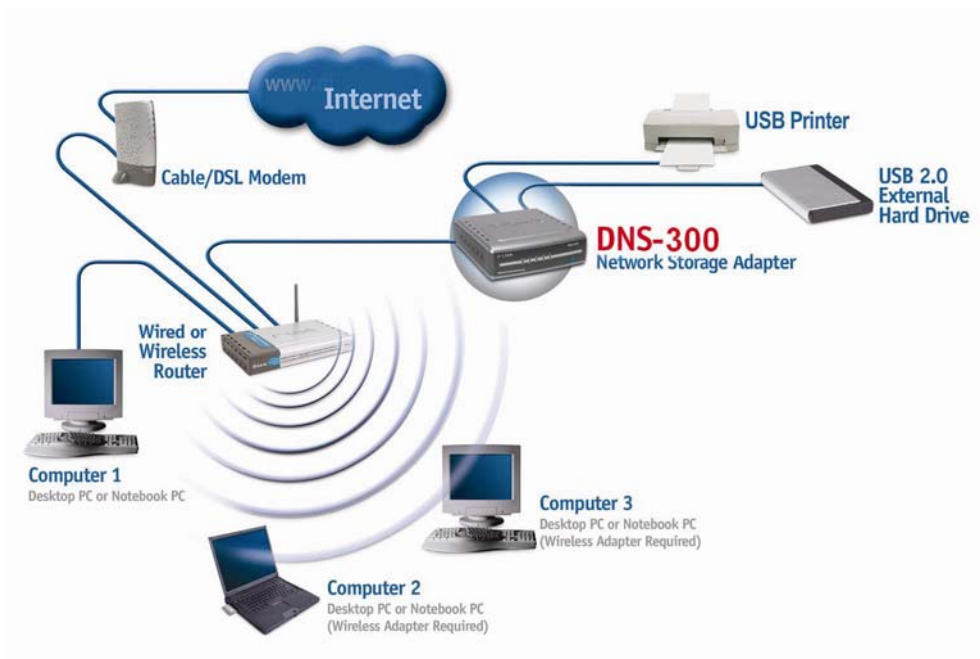 www.
Internet
Cable/DSL Modem
USB Printer
USB 2.0
External
Hard Drive
DNS-300
Network Storage Adapter
Wired or
Wireless
Router
Computer 1
Desktop PC or Notebook PC
Computer 3
Desktop PC or Notebook PC
(Wireless Adapter Required)
Computer 2
Desktop PC or Notebook PC
(Wireless Adapter Required)